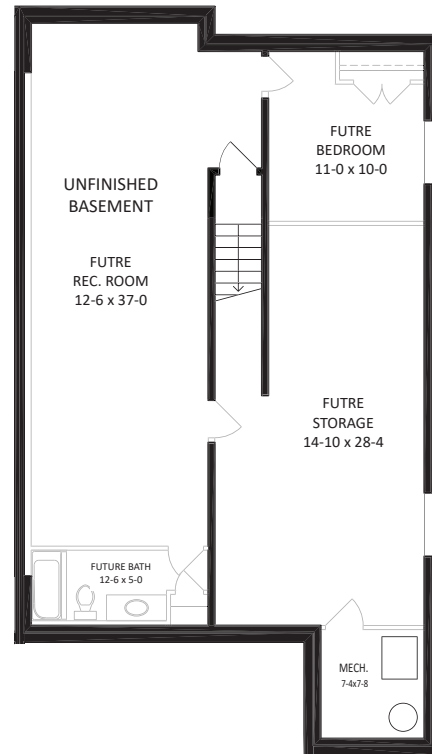 UNFINISHED
BASEMENT
FUTRE
REC. ROOM
12-6 x 37-0
FUTRE
BEDROOM
11-0 x 10-0
FUTRE
STORAGE
14-10 x 28-4
FUTURE BATH
12-6 x 5-0
MECH.
7-4x7-8